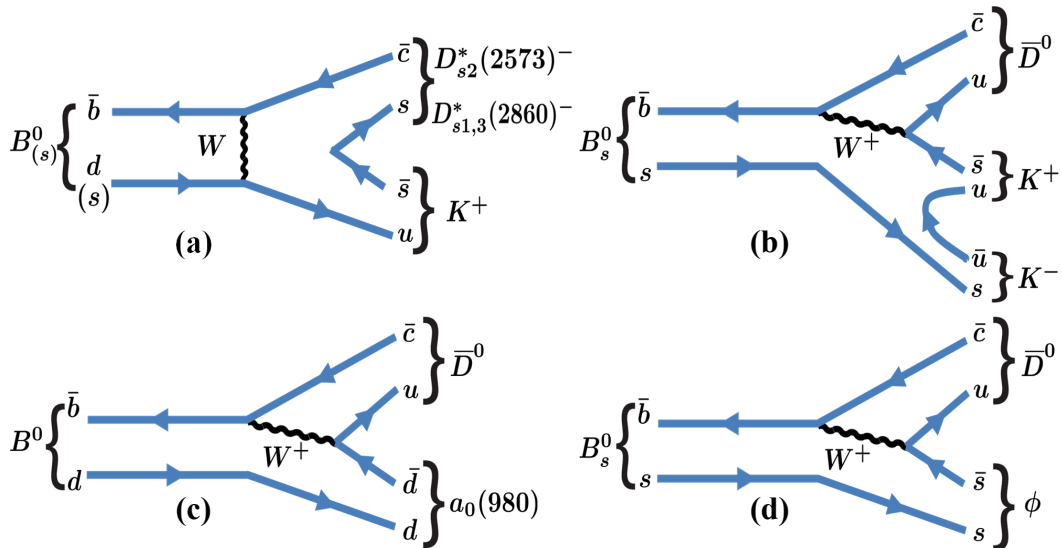 b̄
B⁰₍ₛ₎
d
(s)
W
c̄
D*ₛ₂(2573)⁻
s
D*ₛ₁,₃(2860)⁻
s̄
K⁺
u
(a)
b̄
B⁰ₛ
s
W⁺
c̄
D̄⁰
u
s̄
K⁺
u
ū
K⁻
s
(b)
b̄
B⁰
d
W⁺
c̄
D̄⁰
u
d̄
a₀(980)
d
(c)
b̄
B⁰ₛ
s
W⁺
c̄
D̄⁰
u
s̄
ϕ
s
(d)